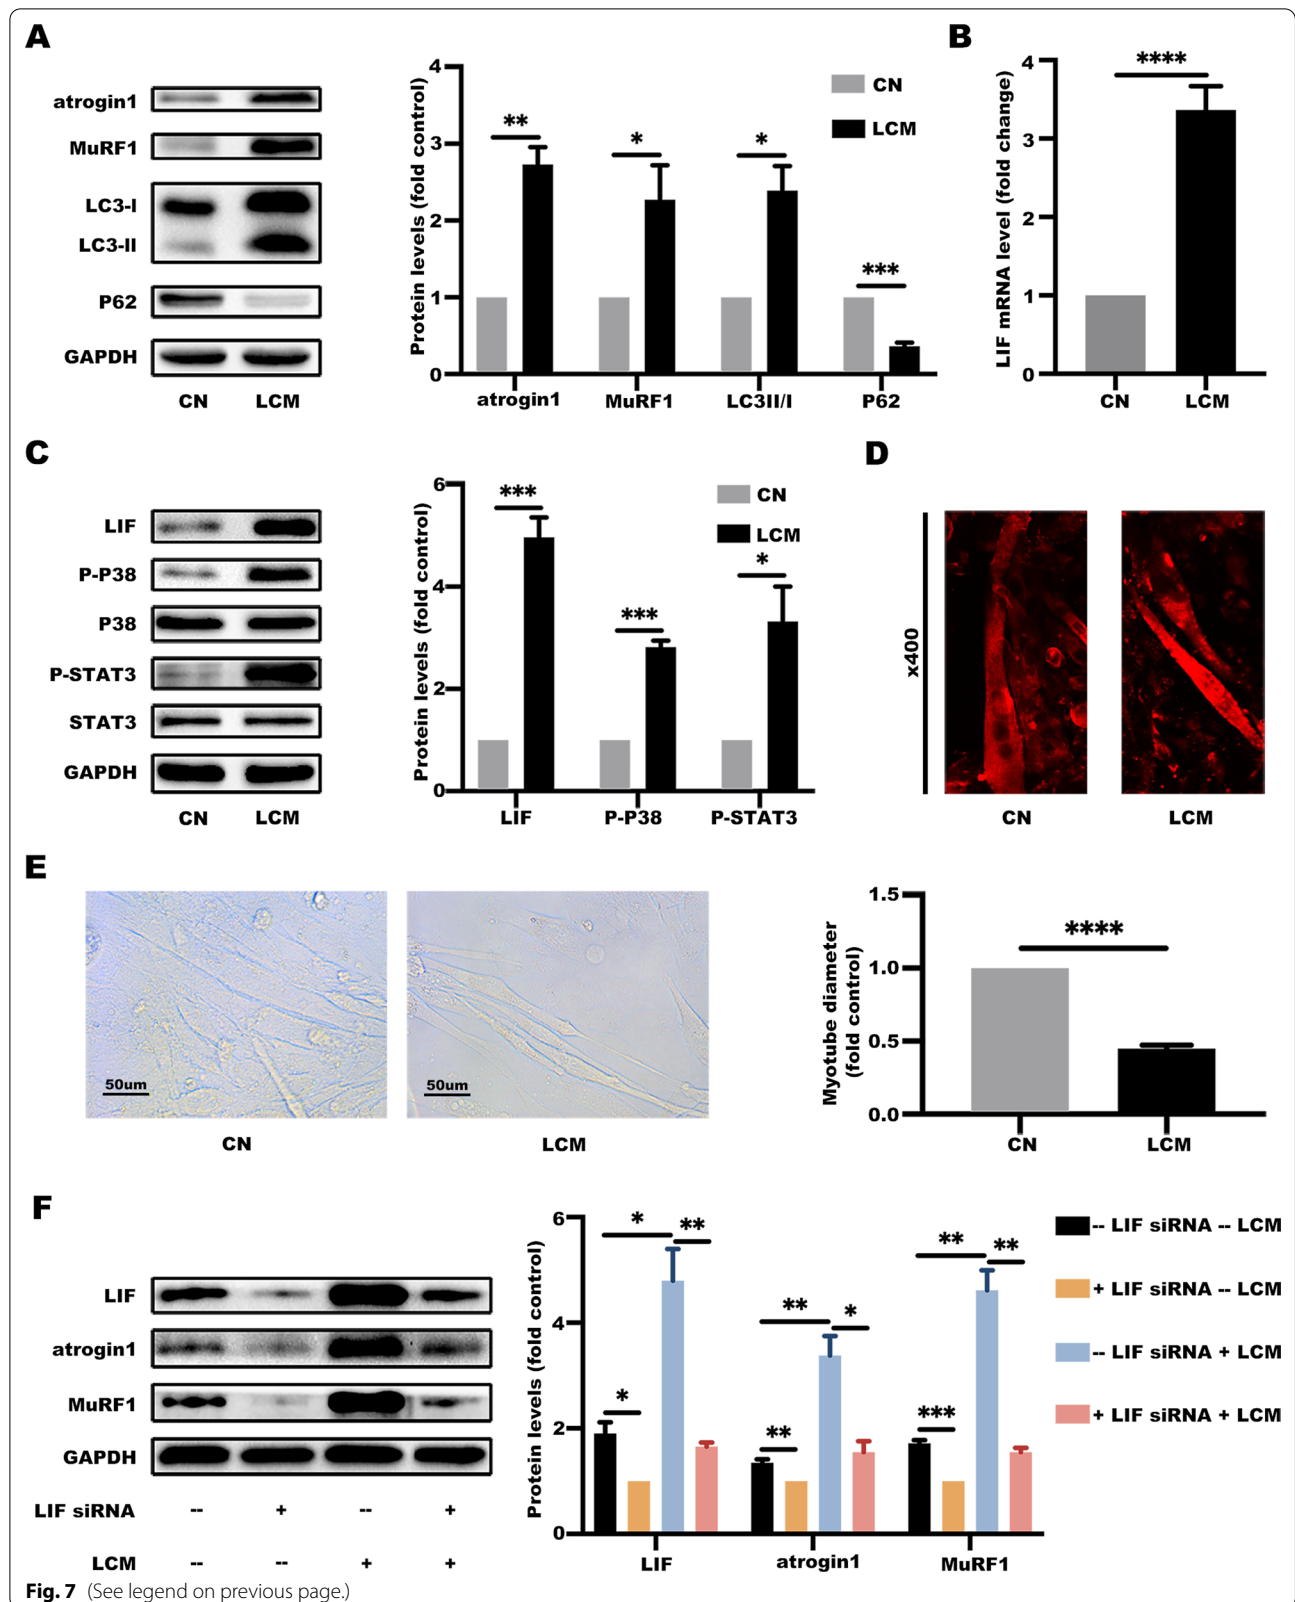 A
atrogin1
MuRF1
LC3-I
LC3-II
P62
GAPDH
CN LCM
Protein levels (fold control)
4
3
2
1
0
** * * ***
CN
LCM
atrogin1 MuRF1 LC3II/I P62
B
LIF mRNA level (fold change)
4
3
2
1
0
****
CN LCM
C
LIF
P-P38
P38
P-STAT3
STAT3
GAPDH
CN LCM
Protein levels (fold control)
6
4
2
0
*** *** *
CN
LCM
LIF P-P38 P-STAT3
D
x400
CN LCM
E
50um
50um
CN LCM
Myotube diameter
(fold control)
1.5
1.0
0.5
0.0
****
CN LCM
F
LIF
atrogin1
MuRF1
GAPDH
LIF siRNA -- + -- +
LCM -- -- + +
Protein levels (fold control)
6
4
2
0
* * **
** ** *
*** ** **
LIF atrogin1 MuRF1
-- LIF siRNA -- LCM
+ LIF siRNA -- LCM
-- LIF siRNA + LCM
+ LIF siRNA + LCM
Fig. 7 (See legend on previous page.)